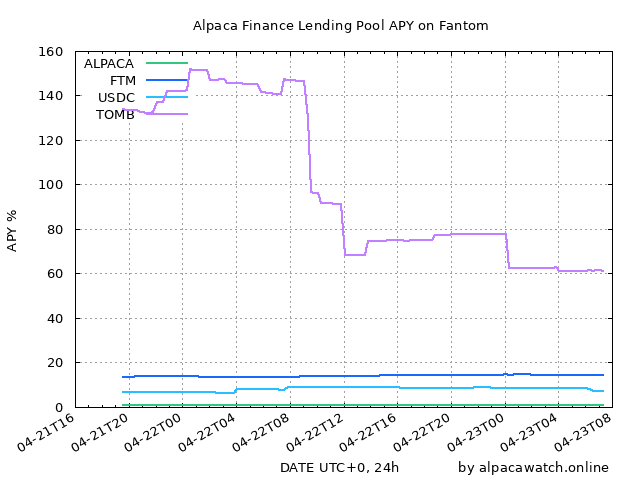 Alpaca Finance Lending Pool APY on Fantom
160
140
120
100
80
60
40
20
0
APY %
ALPACA
FTM
USDC
TOMB
04-21T16
04-21T20
04-22T00
04-22T04
04-22T08
04-22T12
04-22T16
04-22T20
04-23T00
04-23T04
04-23T08
DATE UTC+0, 24h
by alpacawatch.online